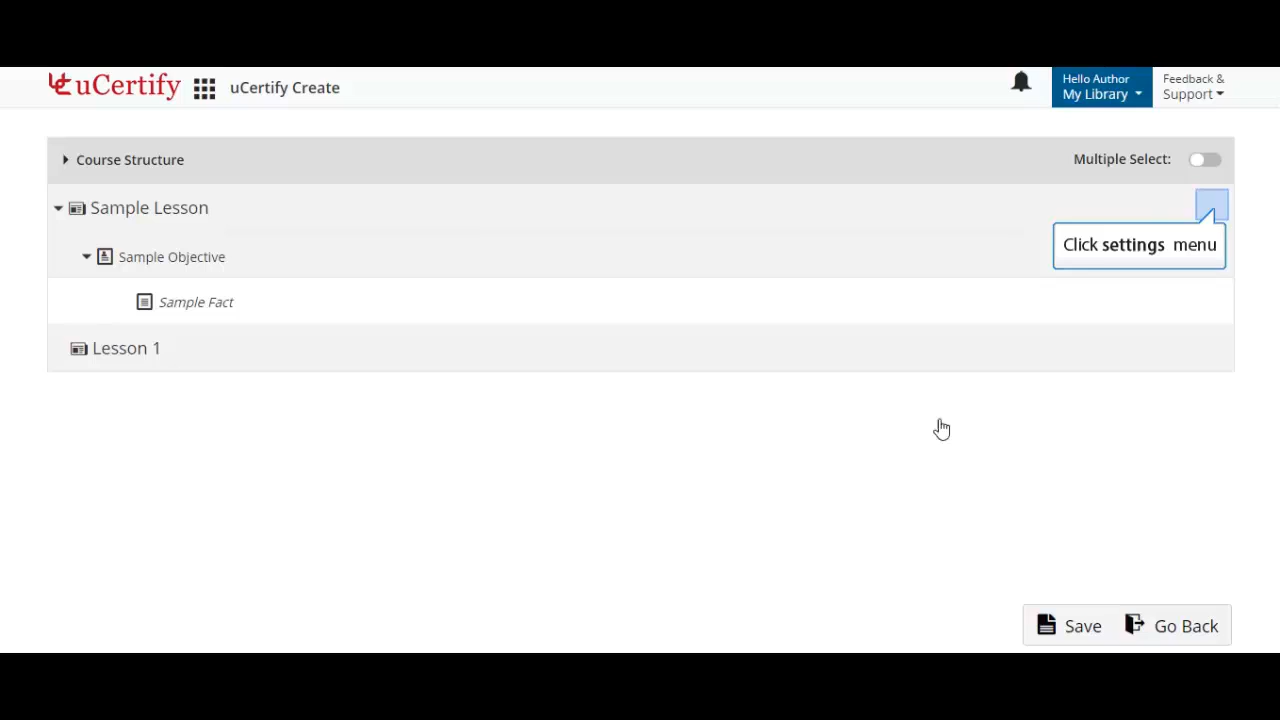 uCertify
uCertify Create
Hello Author
My Library
Feedback &
Support
Course Structure
Multiple Select:
Sample Lesson
Click settings menu
Sample Objective
Sample Fact
Lesson 1
Save
Go Back